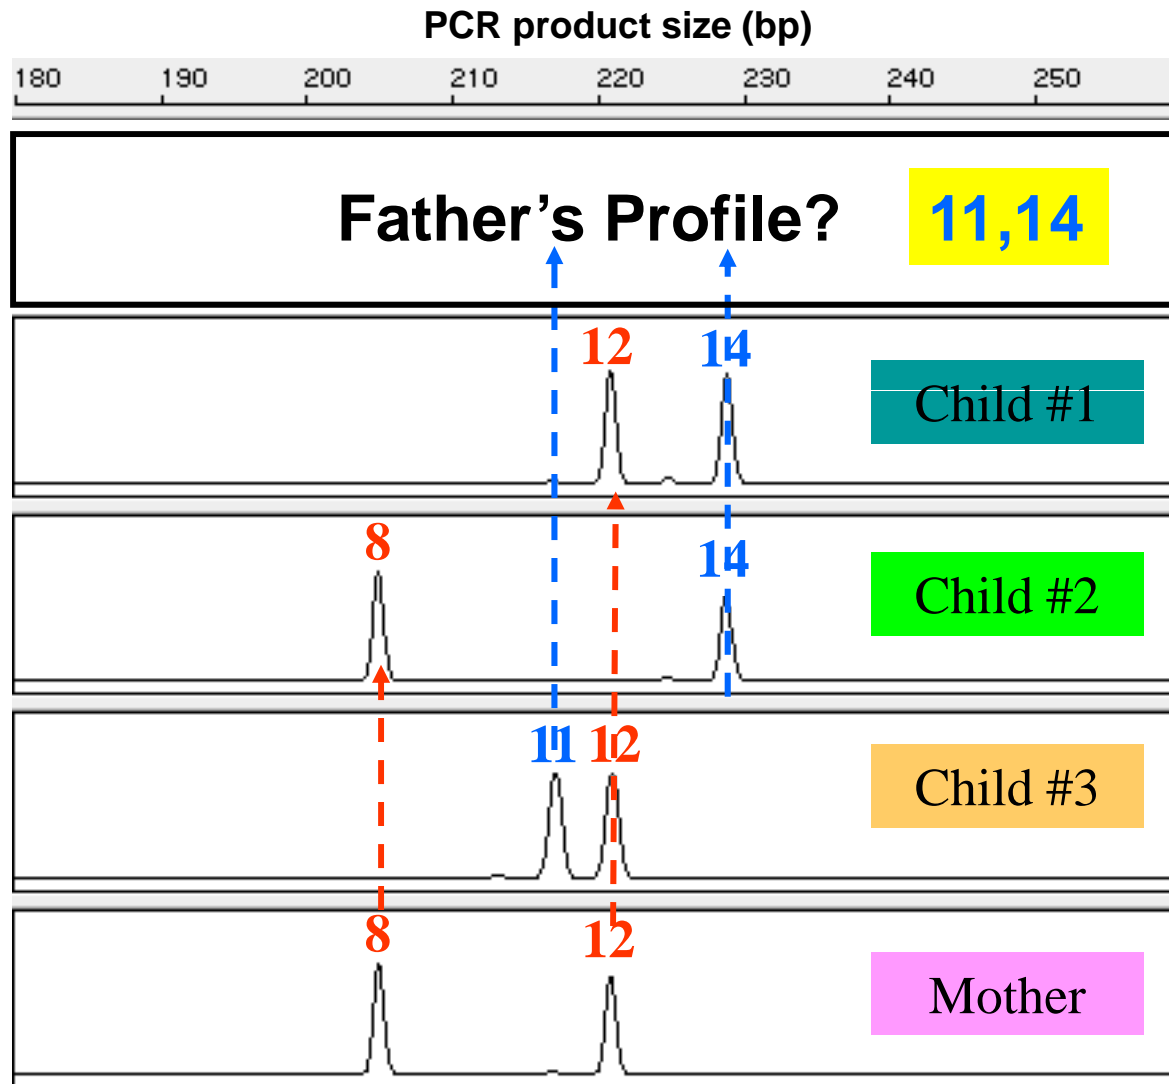 PCR product size (bp)
180 190 200 210 220 230 240 250
Father’s Profile? 11,14
12 14 Child #1
8 14 Child #2
11 12 Child #3
8 12 Mother